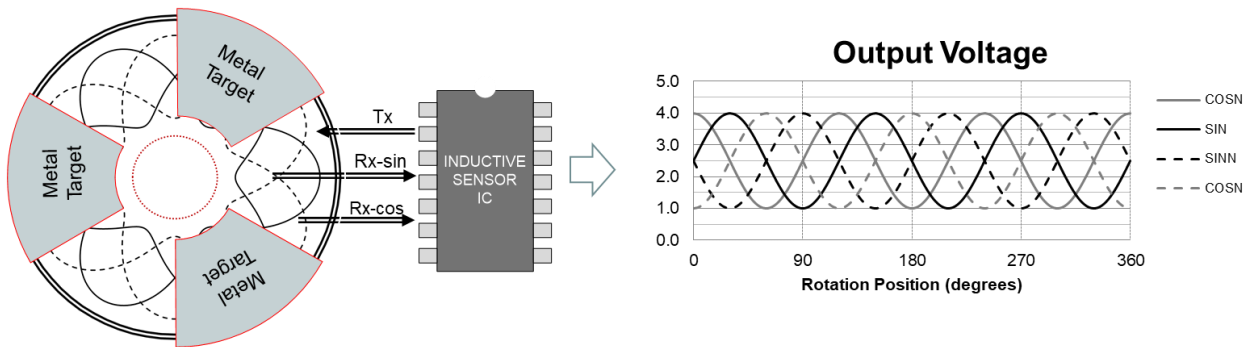 Metal
Target
Metal
Target
Metal
Target
Tx
Rx-sin
Rx-cos
INDUCTIVE
SENSOR
IC
Output Voltage
5.0
4.0
3.0
2.0
1.0
0.0
0
90
180
270
360
Rotation Position (degrees)
COSN
SIN
SINN
COSN